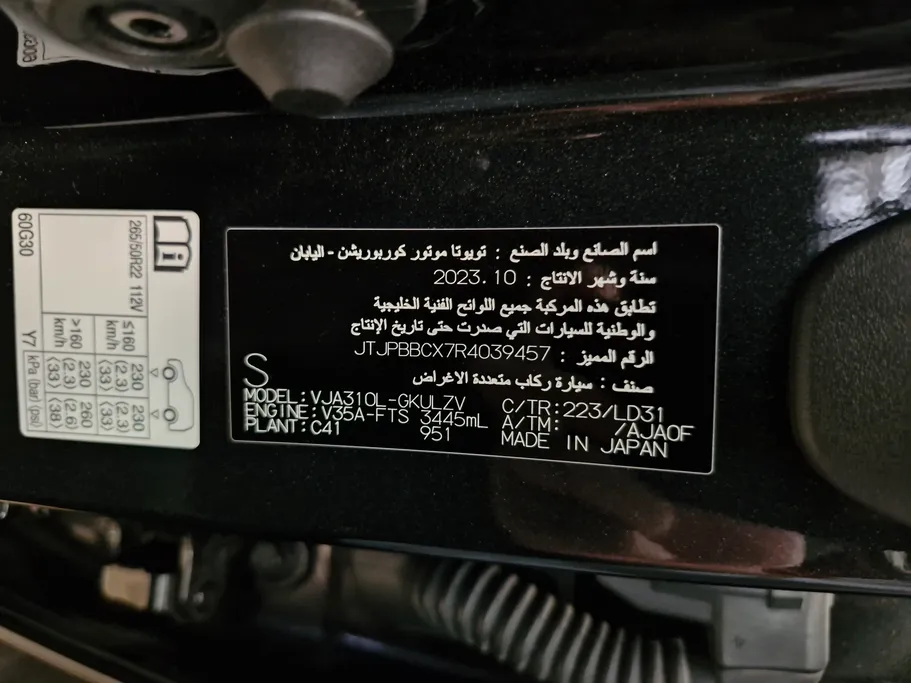 اسم الصانع وبلد الصنع : تويوتا موتور كوربوريشن - اليابان
سنة وشهر الانتاج : 2023.10
تطابق هذه المركبة جميع اللوائح الفنية الخليجية
والوطنية للسيارات التي صدرت حتى تاريخ الإنتاج
الرقم المميز : JTJPBBCX7R4039457
صنف : سيارة ركاب متعددة الاغراض
S
MODEL:VJA310L-GKULZV C/TR:223/LD31
ENGINE:V35A-FTS 3445mL A/TM: /AJA0F
PLANT:C41 951 MADE IN JAPAN
265/50R22 112V
≤160 km/h 230 (2.3) ⟨33⟩ 230 (2.3) ⟨33⟩
>160 km/h 230 (2.3) ⟨33⟩ 260 (2.6) ⟨38⟩
60G30 Y7 kPa (bar) ⟨psi⟩